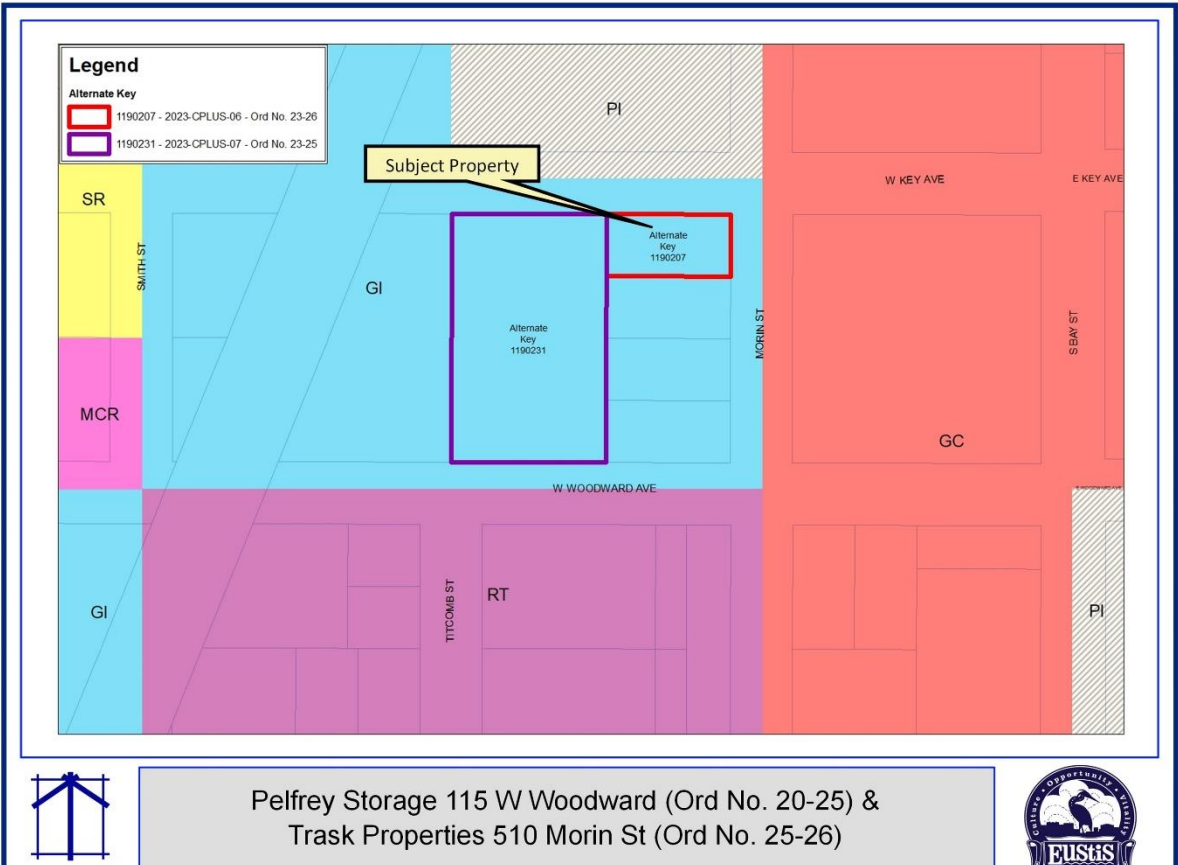 Legend
Alternate Key
1190207 - 2023-CPLUS-06 - Ord No. 23-26
1190231 - 2023-CPLUS-07 - Ord No. 23-25
PI
Subject Property
W KEY AVE
E KEY AVE
SR
SMITH ST
Alternate
Key
1190207
GI
MORIN ST
S BAY ST
Alternate
Key
1190231
MCR
GC
W WOODWARD AVE
E WOODWARD AVE
GI
TITCOMB ST
RT
PI
Pelfrey Storage 115 W Woodward (Ord No. 20-25) &
Trask Properties 510 Morin St (Ord No. 25-26)
Culture • Opportunity • Vitality
EUSTIS